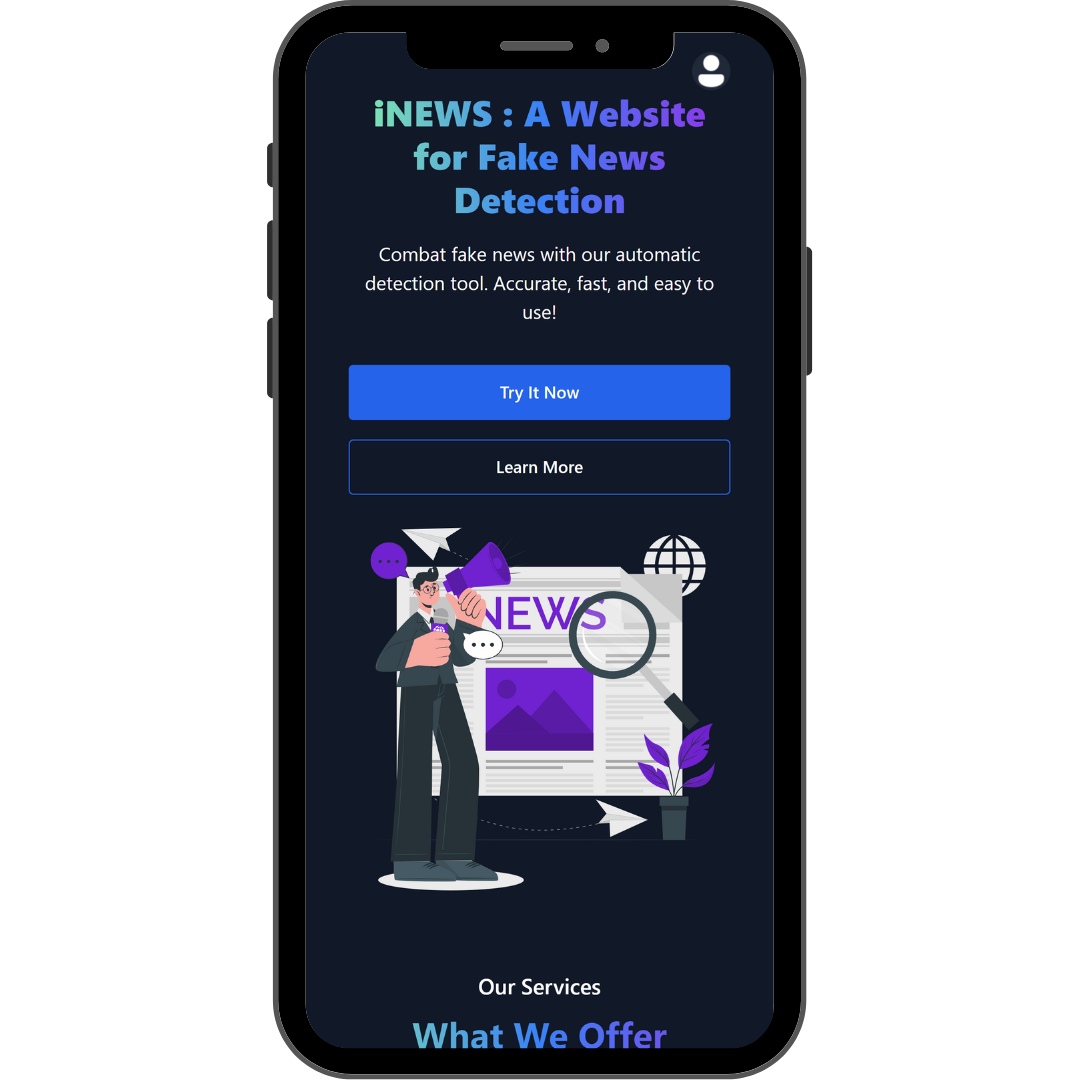 iNEWS : A Website
for Fake News
Detection
Combat fake news with our automatic
detection tool. Accurate, fast, and easy to
use!
Try It Now
Learn More
NEWS
Our Services
What We Offer